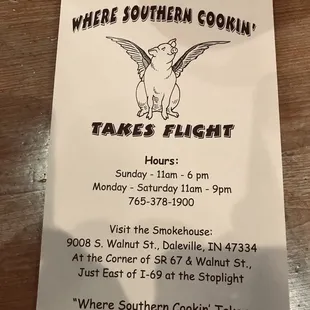 WHERE SOUTHERN COOKIN'
TAKES FLIGHT
Hours:
Sunday - 11am - 6 pm
Monday - Saturday 11am - 9pm
765-378-1900
Visit the Smokehouse:
9008 S. Walnut St., Daleville, IN 47334
At the Corner of SR 67 & Walnut St.,
Just East of I-69 at the Stoplight
"Where Southern Cookin'